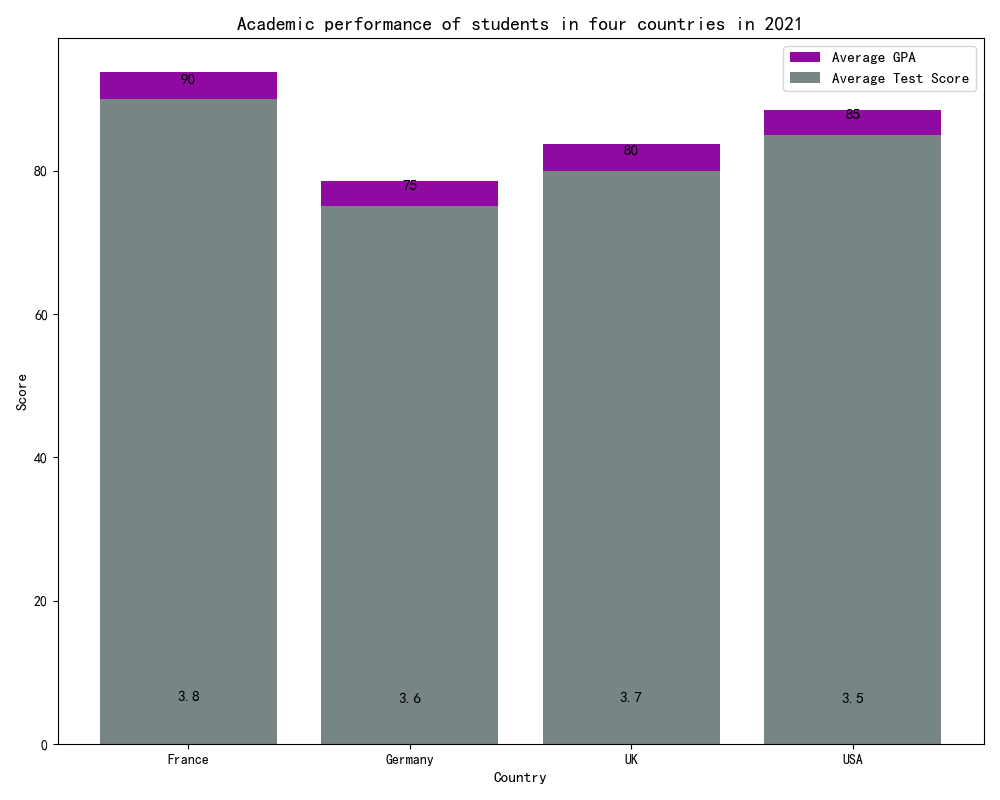 Academic performance of students in four countries in 2021
Average GPA
Average Test Score
90
75
80
85
3.8
3.6
3.7
3.5
80
60
40
20
0
Score
France
Germany
UK
USA
Country